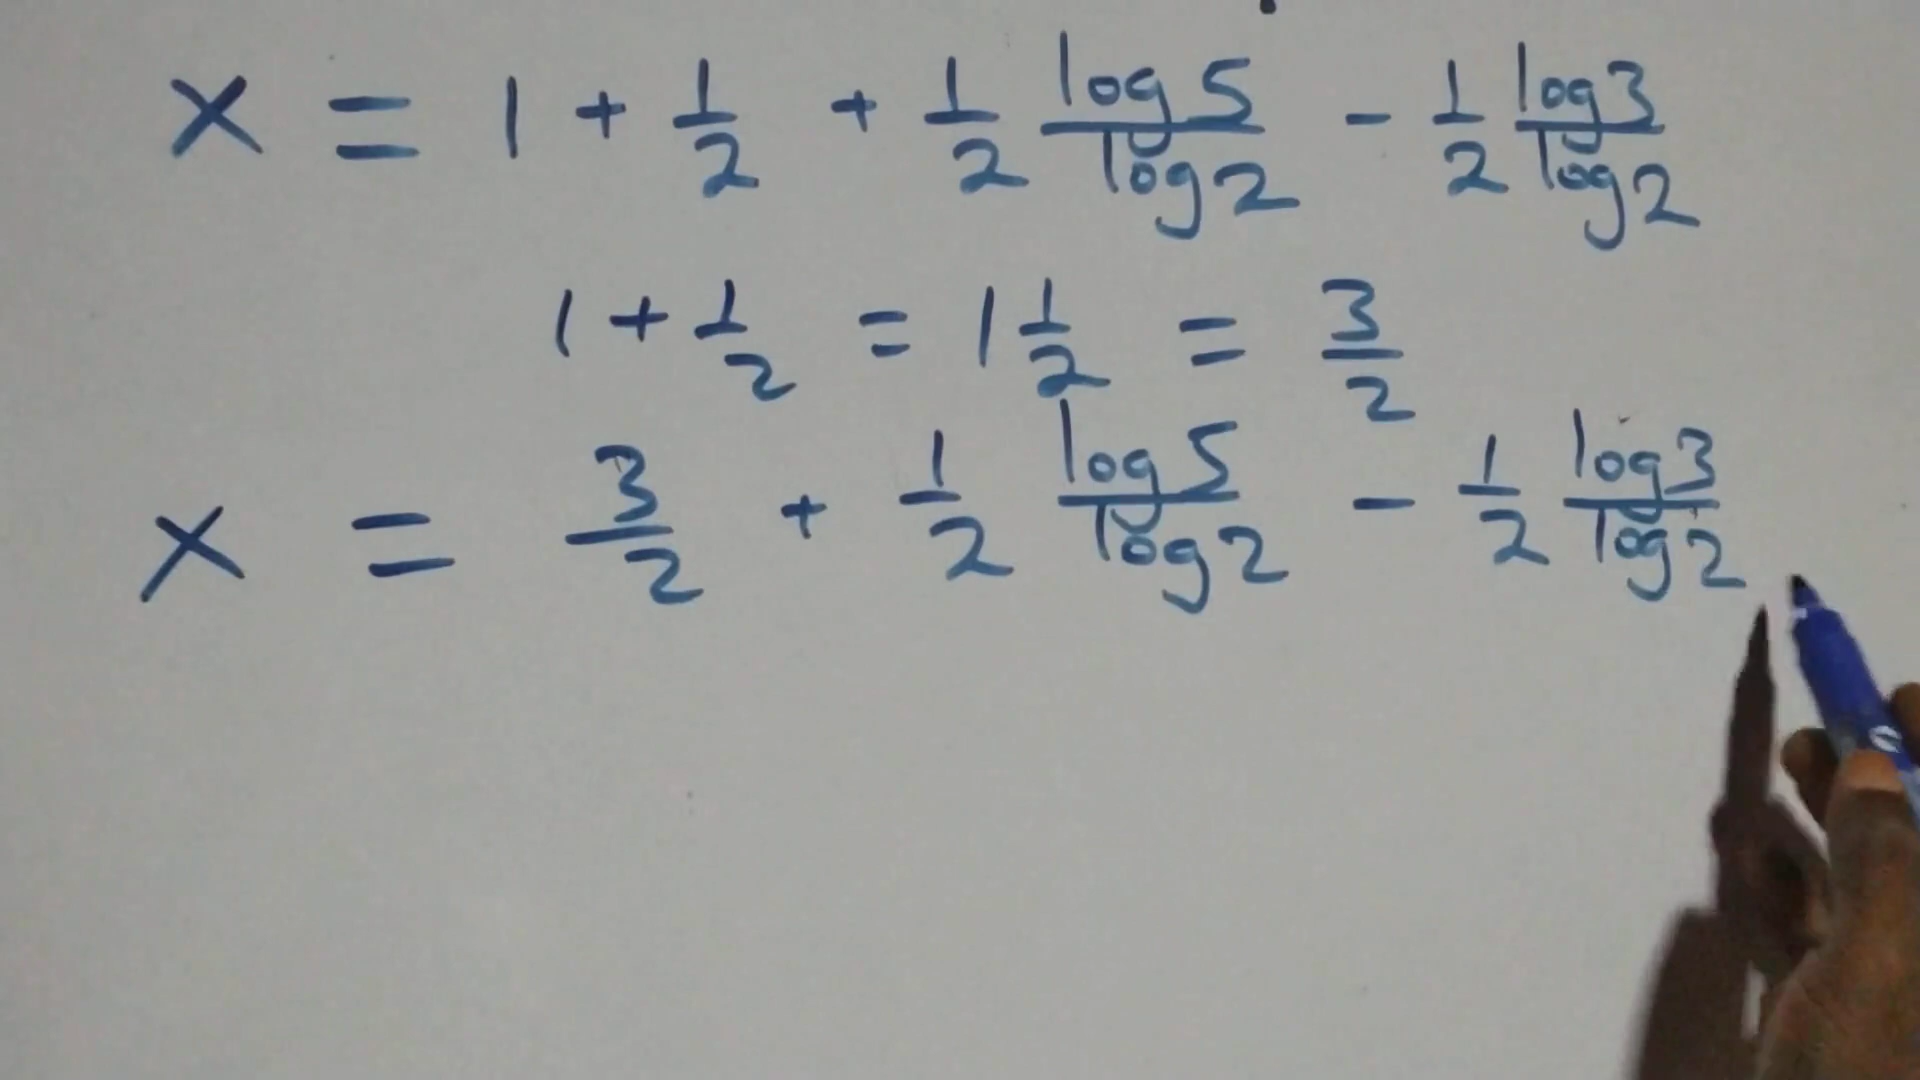 x = 1 + 1/2 + 1/2 log5/log2 - 1/2 log3/log2
1 + 1/2 = 1 1/2 = 3/2
x = 3/2 + 1/2 log5/log2 - 1/2 log3/log2